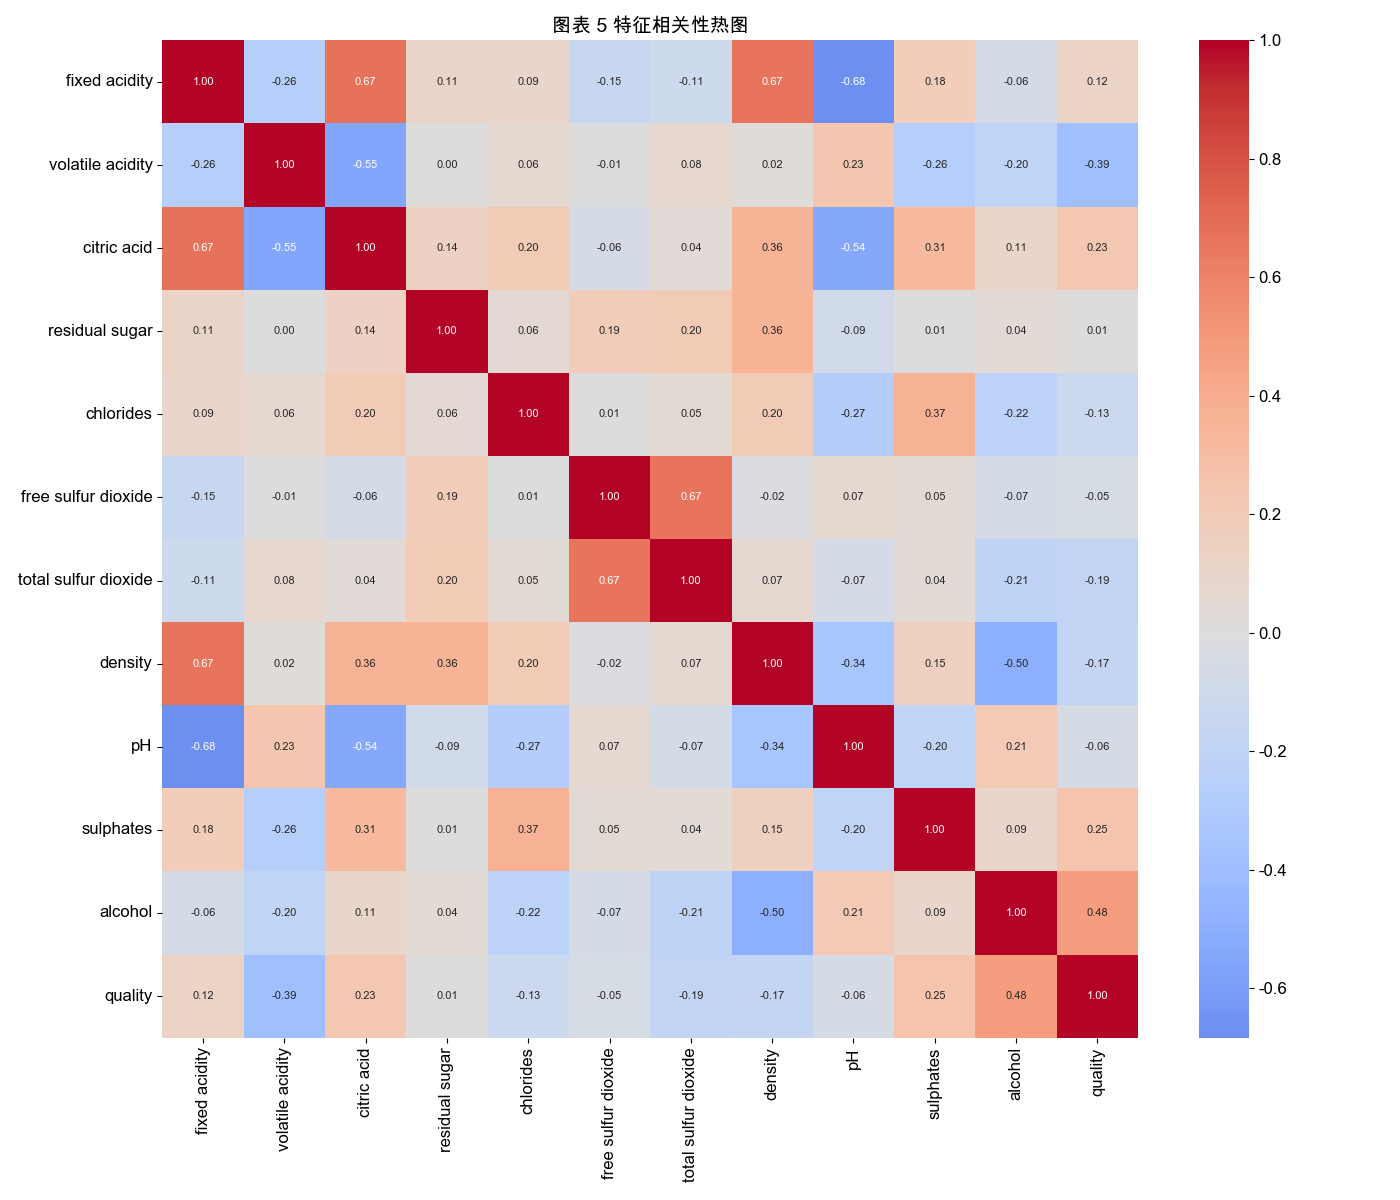 图表 5 特征相关性热图
fixed acidity 1.00 -0.26 0.67 0.11 0.09 -0.15 -0.11 0.67 -0.68 0.18 -0.06 0.12
volatile acidity -0.26 1.00 -0.55 0.00 0.06 -0.01 0.08 0.02 0.23 -0.26 -0.20 -0.39
citric acid 0.67 -0.55 1.00 0.14 0.20 -0.06 0.04 0.36 -0.54 0.31 0.11 0.23
residual sugar 0.11 0.00 0.14 1.00 0.06 0.19 0.20 0.36 -0.09 0.01 0.04 0.01
chlorides 0.09 0.06 0.20 0.06 1.00 0.01 0.05 0.20 -0.27 0.37 -0.22 -0.13
free sulfur dioxide -0.15 -0.01 -0.06 0.19 0.01 1.00 0.67 -0.02 0.07 0.05 -0.07 -0.05
total sulfur dioxide -0.11 0.08 0.04 0.20 0.05 0.67 1.00 0.07 -0.07 0.04 -0.21 -0.19
density 0.67 0.02 0.36 0.36 0.20 -0.02 0.07 1.00 -0.34 0.15 -0.50 -0.17
pH -0.68 0.23 -0.54 -0.09 -0.27 0.07 -0.07 -0.34 1.00 -0.20 0.21 -0.06
sulphates 0.18 -0.26 0.31 0.01 0.37 0.05 0.04 0.15 -0.20 1.00 0.09 0.25
alcohol -0.06 -0.20 0.11 0.04 -0.22 -0.07 -0.21 -0.50 0.21 0.09 1.00 0.48
quality 0.12 -0.39 0.23 0.01 -0.13 -0.05 -0.19 -0.17 -0.06 0.25 0.48 1.00
fixed acidity
volatile acidity
citric acid
residual sugar
chlorides
free sulfur dioxide
total sulfur dioxide
density
pH
sulphates
alcohol
quality
1.0
0.8
0.6
0.4
0.2
0.0
-0.2
-0.4
-0.6